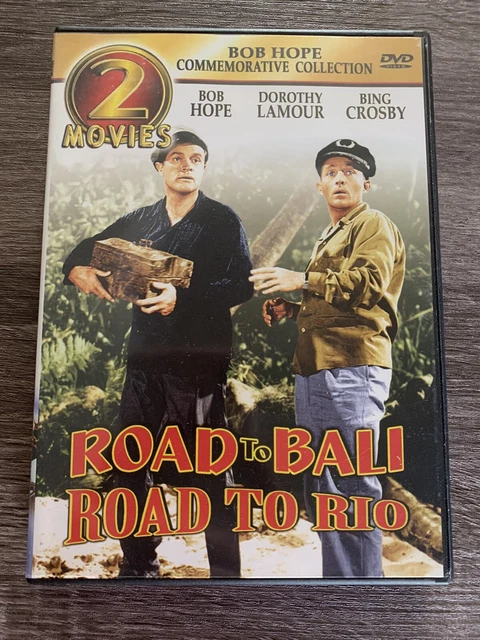 BOB HOPE
COMMEMORATIVE COLLECTION
DVD
VIDEO
2
MOVIES
BOB
HOPE
DOROTHY
LAMOUR
BING
CROSBY
ROAD TO BALI
ROAD TO RIO